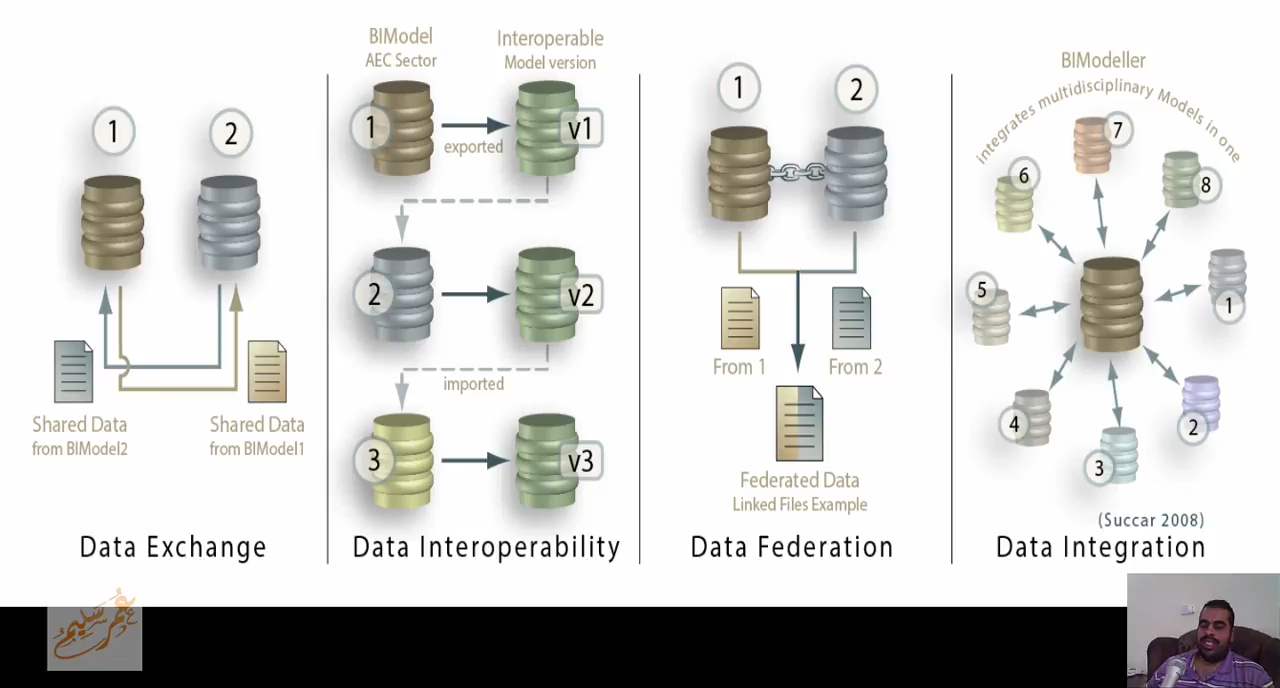 1
2
Shared Data
from BIModel2
Shared Data
from BIModel1
Data Exchange
BIModel
AEC Sector
Interoperable
Model version
1
exported
v1
2
v2
imported
3
v3
Data Interoperability
1
2
From 1
From 2
Federated Data
Linked Files Example
Data Federation
BIModeller
integrates multidisciplinary Models in one
7
6
8
5
1
4
2
3
(Succar 2008)
Data Integration
عُمر سَليم